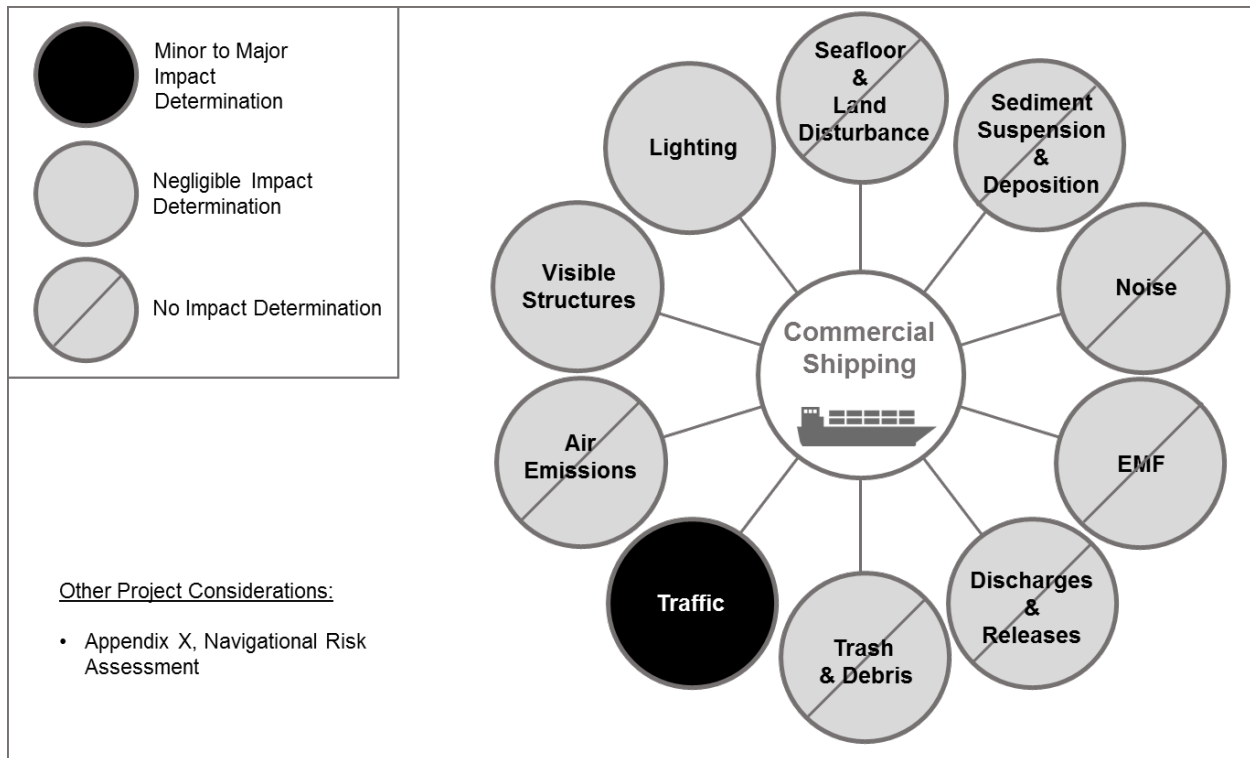 Minor to Major
Impact
Determination
Negligible Impact
Determination
No Impact Determination
Other Project Considerations:
• Appendix X, Navigational Risk
Assessment
Seafloor
&
Land
Disturbance
Sediment
Suspension
&
Deposition
Noise
EMF
Discharges
&
Releases
Trash
& Debris
Traffic
Air
Emissions
Visible
Structures
Lighting
Commercial
Shipping